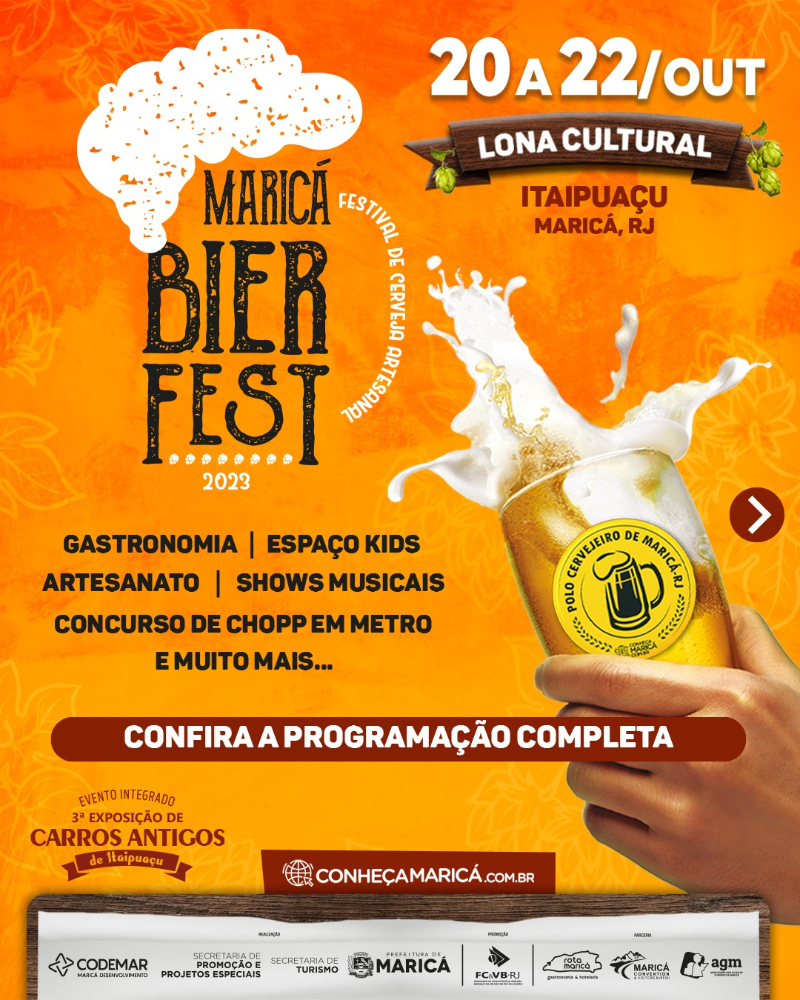 20 A 22/OUT
LONA CULTURAL
ITAIPUAÇU
MARICÁ, RJ
MARICÁ
BIER
FEST
FESTIVAL DE CERVEJA ARTESANAL
2023
GASTRONOMIA | ESPAÇO KIDS
ARTESANATO | SHOWS MUSICAIS
CONCURSO DE CHOPP EM METRO
E MUITO MAIS...
POLO CERVEJEIRO DE MARICÁ-RJ
CONHEÇA
MARICÁ
COM.BR
CONFIRA A PROGRAMAÇÃO COMPLETA
EVENTO INTEGRADO
3ª EXPOSIÇÃO DE
CARROS ANTIGOS
de Itaipuaçu
CONHEÇAMARICÁ.COM.BR
REALIZAÇÃO
PROMOÇÃO
PARCERIA
CODEMAR
MARICÁ DESENVOLVIMENTO
SECRETARIA DE
PROMOÇÃO E
PROJETOS ESPECIAIS
SECRETARIA DE
TURISMO
PREFEITURA DE
MARICÁ
FC&VB-RJ
rota
maricá
gastronomia & hotelaria
MARICÁ
CONVENTION
& VISITORS BUREAU
agm